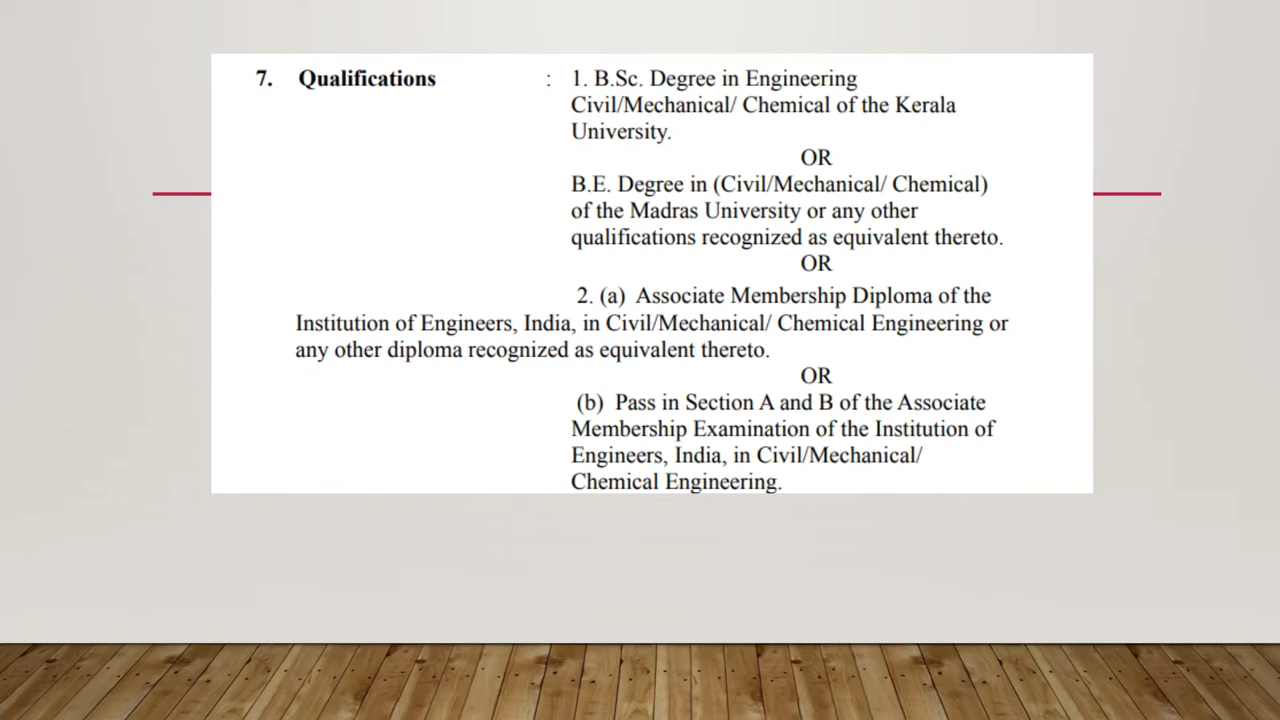 7. Qualifications : 1. B.Sc. Degree in Engineering
Civil/Mechanical/ Chemical of the Kerala
University.
OR
B.E. Degree in (Civil/Mechanical/ Chemical)
of the Madras University or any other
qualifications recognized as equivalent thereto.
OR
2. (a) Associate Membership Diploma of the
Institution of Engineers, India, in Civil/Mechanical/ Chemical Engineering or
any other diploma recognized as equivalent thereto.
OR
(b) Pass in Section A and B of the Associate
Membership Examination of the Institution of
Engineers, India, in Civil/Mechanical/
Chemical Engineering.